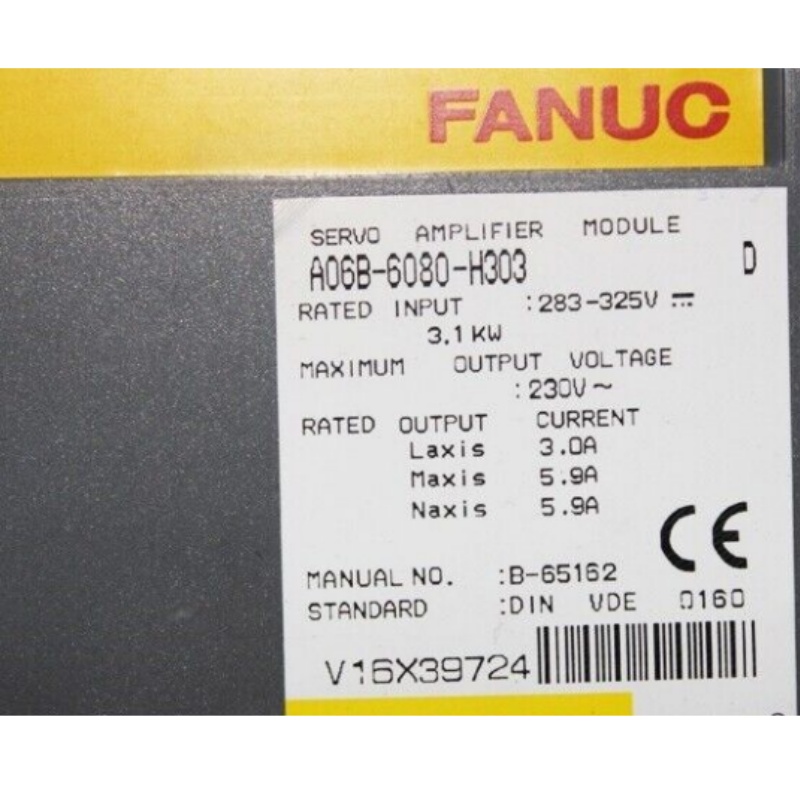 FANUC
SERVO AMPLIFIER MODULE
A06B-6080-H303 D
RATED INPUT :283-325V ⎓
3.1KW
MAXIMUM OUTPUT VOLTAGE
:230V~
RATED OUTPUT CURRENT
Laxis 3.0A
Maxis 5.9A
Naxis 5.9A
CE
MANUAL NO. :B-65162
STANDARD :DIN VDE 0160
V16X39724